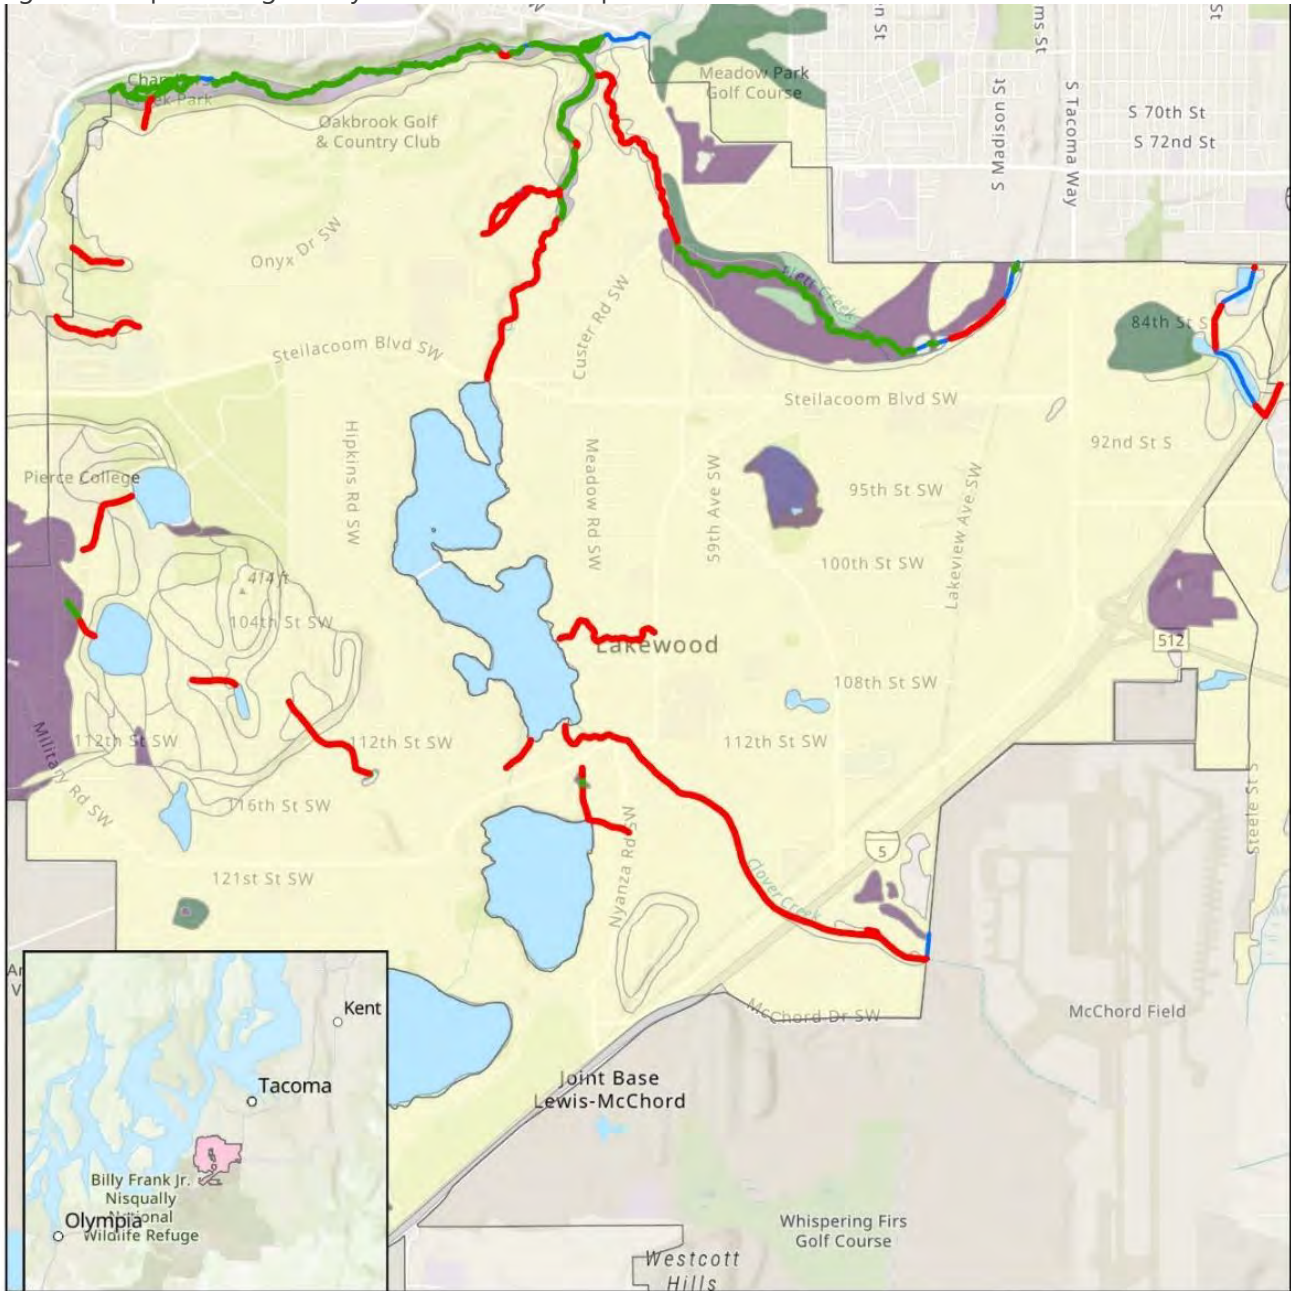 Meadow Park
Golf Course
Creek Park
Oakbrook Golf
& Country Club
S Madison St
S Tacoma Way
S 70th St
S 72nd St
Onyx Dr SW
Custer Rd SW
Steilacoom Blvd SW
84th St S
Steilacoom Blvd SW
92nd St S
Pierce College
Hipkins Rd SW
Meadow Rd SW
59th Ave SW
95th St SW
Lakeview Ave SW
100th St SW
414 ft
104th St SW
Lakewood
512
108th St SW
Military Rd SW
112th St SW
112th St SW
112th St SW
116th St SW
Nyanza Rd SW
Steele St S
5
121st St SW
Clover Creek
McChord Dr SW
McChord Field
Kent
Tacoma
Joint Base
Lewis-McChord
Billy Frank Jr.
Nisqually
National
Wildlife Refuge
Olympia
Whispering Firs
Golf Course
Westcott
Hills